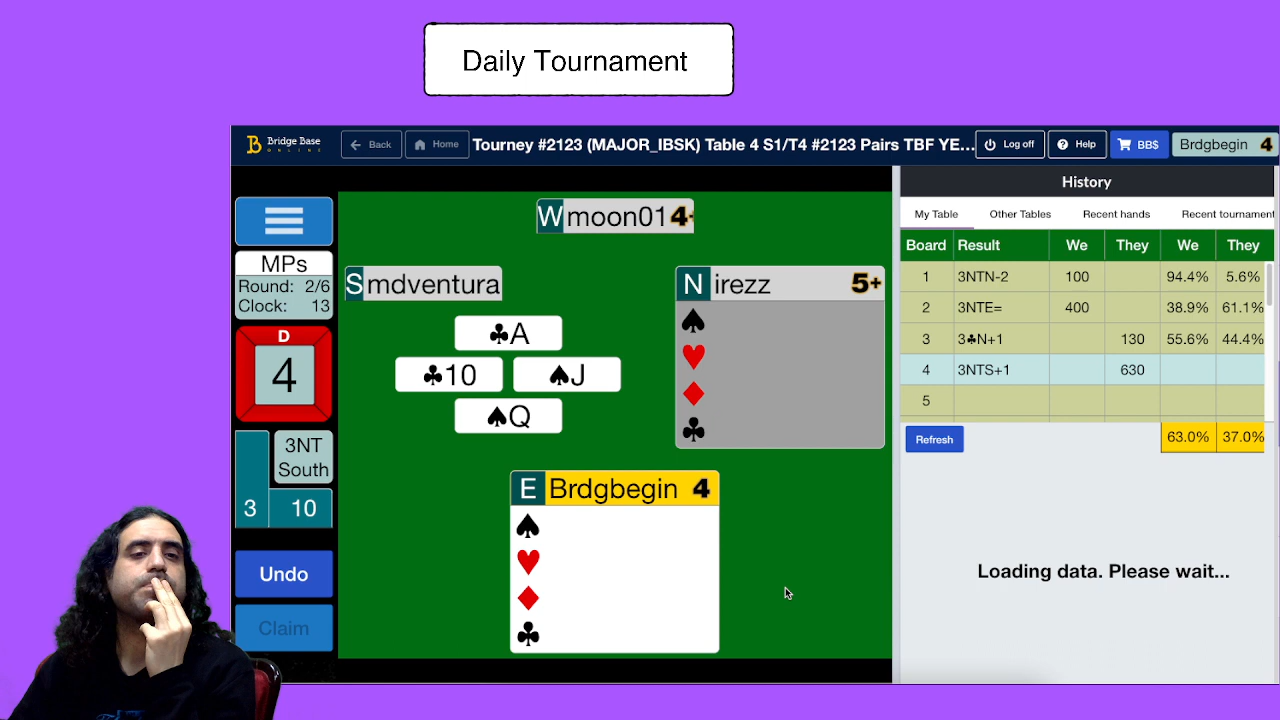 Daily Tournament
Bridge Base
ONLINE
Back
Home
Tourney #2123 (MAJOR_IBSK) Table 4 S1/T4 #2123 Pairs TBF YE...
Log off
Help
BB$
Brdgbegin 4
MPs
Round: 2/6
Clock: 13
D
4
3NT
South
3 10
Undo
Claim
W moon01 4
S mdventura
N irezz 5+
♠
♥
♦
♣
♣A
♣10
♠J
♠Q
E Brdgbegin 4
♠
♥
♦
♣
History
My Table Other Tables Recent hands Recent tournament
Board Result We They We They
1 3NTN-2 100 94.4% 5.6%
2 3NTE= 400 38.9% 61.1%
3 3♣N+1 130 55.6% 44.4%
4 3NTS+1 630
5
Refresh
63.0% 37.0%
Loading data. Please wait...